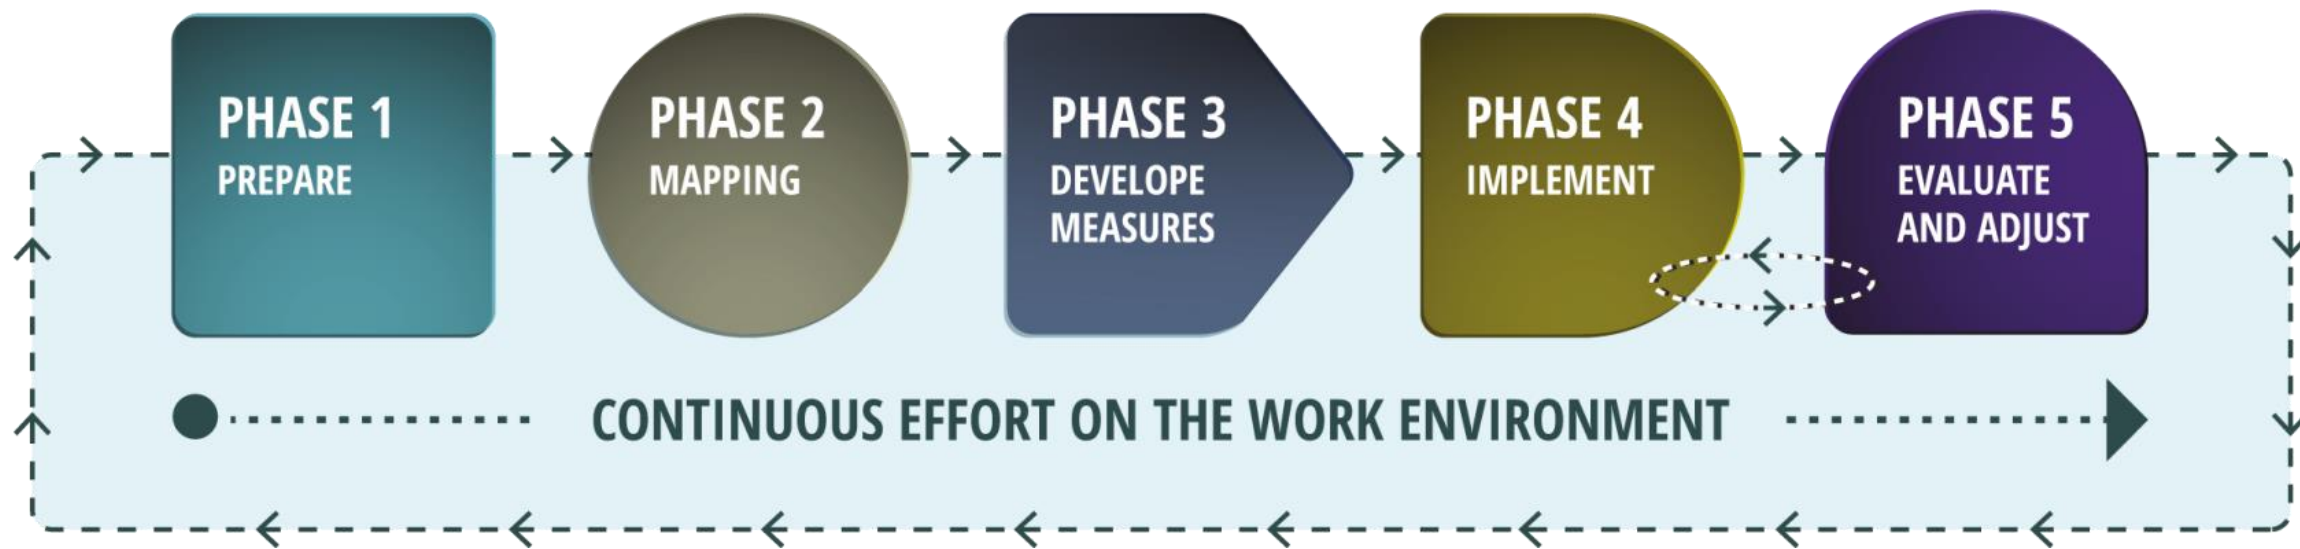 PHASE 1
PREPARE
PHASE 2
MAPPING
PHASE 3
DEVELOPE
MEASURES
PHASE 4
IMPLEMENT
PHASE 5
EVALUATE
AND ADJUST
CONTINUOUS EFFORT ON THE WORK ENVIRONMENT